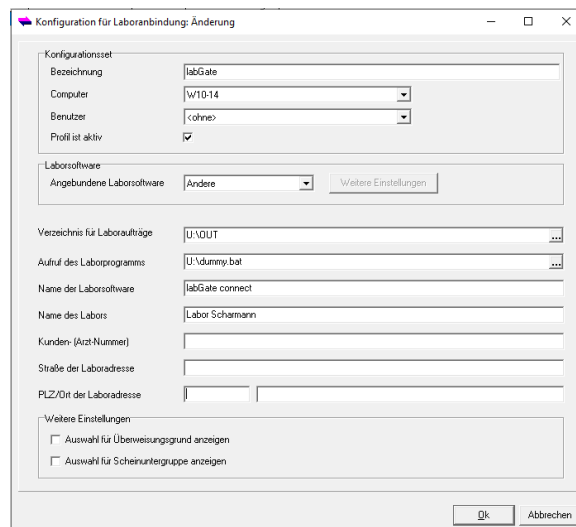 Konfiguration für Laboranbindung: Änderung
Konfigurationsset
Bezeichnung labGate
Computer W10-14
Benutzer <ohne>
Profil ist aktiv
Laborsoftware
Angebundene Laborsoftware Andere Weitere Einstellungen
Verzeichnis für Laboraufträge U:\OUT ...
Aufruf des Laborprogramms U:\dummy.bat ...
Name der Laborsoftware labGate connect
Name des Labors Labor Scharmann
Kunden- (Arzt-Nummer)
Straße der Laboradresse
PLZ/Ort der Laboradresse
Weitere Einstellungen
Auswahl für Überweisungsgrund anzeigen
Auswahl für Scheinuntergruppe anzeigen
Ok Abbrechen